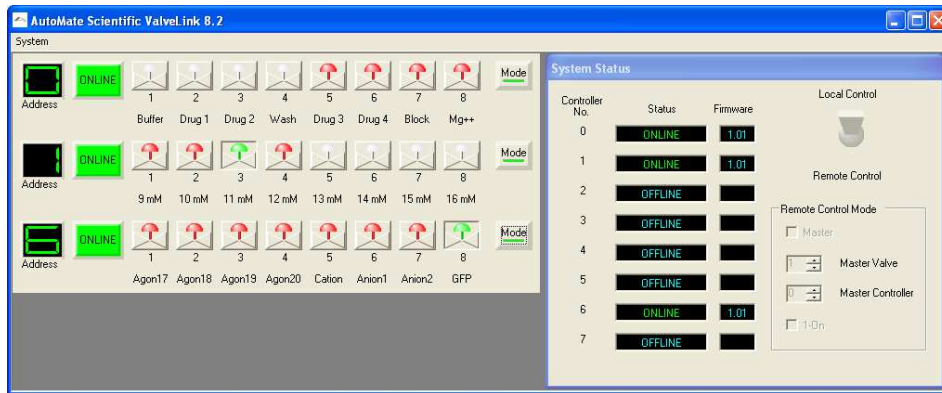 AutoMate Scientific ValveLink 8.2
System
0 ONLINE 1 2 3 4 5 6 7 8 Mode
Address
Buffer Drug 1 Drug 2 Wash Drug 3 Drug 4 Block Mg++
1 ONLINE 1 2 3 4 5 6 7 8 Mode
Address
9 mM 10 mM 11 mM 12 mM 13 mM 14 mM 15 mM 16 mM
6 ONLINE 1 2 3 4 5 6 7 8 Mode
Address
Agon17 Agon18 Agon19 Agon20 Cation Anion1 Anion2 GFP
System Status
Controller No. Status Firmware
0 ONLINE 1.01
1 ONLINE 1.01
2 OFFLINE
3 OFFLINE
4 OFFLINE
5 OFFLINE
6 ONLINE 1.01
7 OFFLINE
Local Control
Remote Control
Remote Control Mode
Master
1 Master Valve
0 Master Controller
1-On